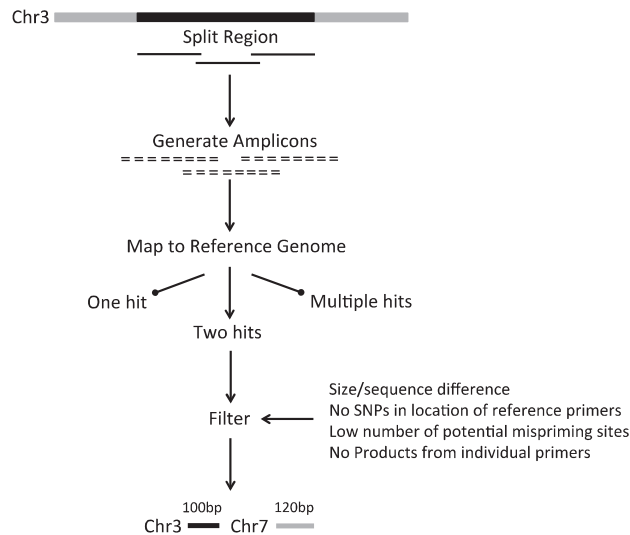 Chr3
Split Region
Generate Amplicons
Map to Reference Genome
One hit
Multiple hits
Two hits
Size/sequence difference
No SNPs in location of reference primers
Low number of potential mispriming sites
No Products from individual primers
Filter
100bp
120bp
Chr3
Chr7